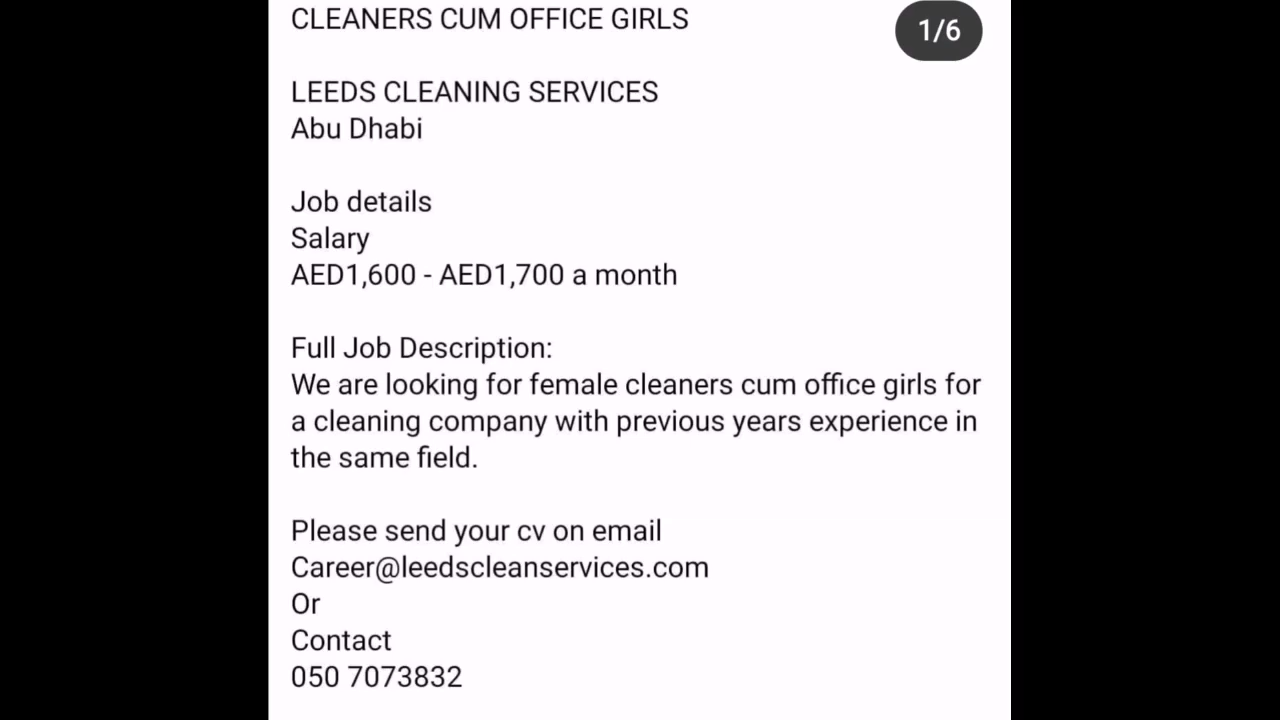 CLEANERS CUM OFFICE GIRLS
1/6
LEEDS CLEANING SERVICES
Abu Dhabi
Job details
Salary
AED1,600 - AED1,700 a month
Full Job Description:
We are looking for female cleaners cum office girls for
a cleaning company with previous years experience in
the same field.
Please send your cv on email
Career@leedscleanservices.com
Or
Contact
050 7073832